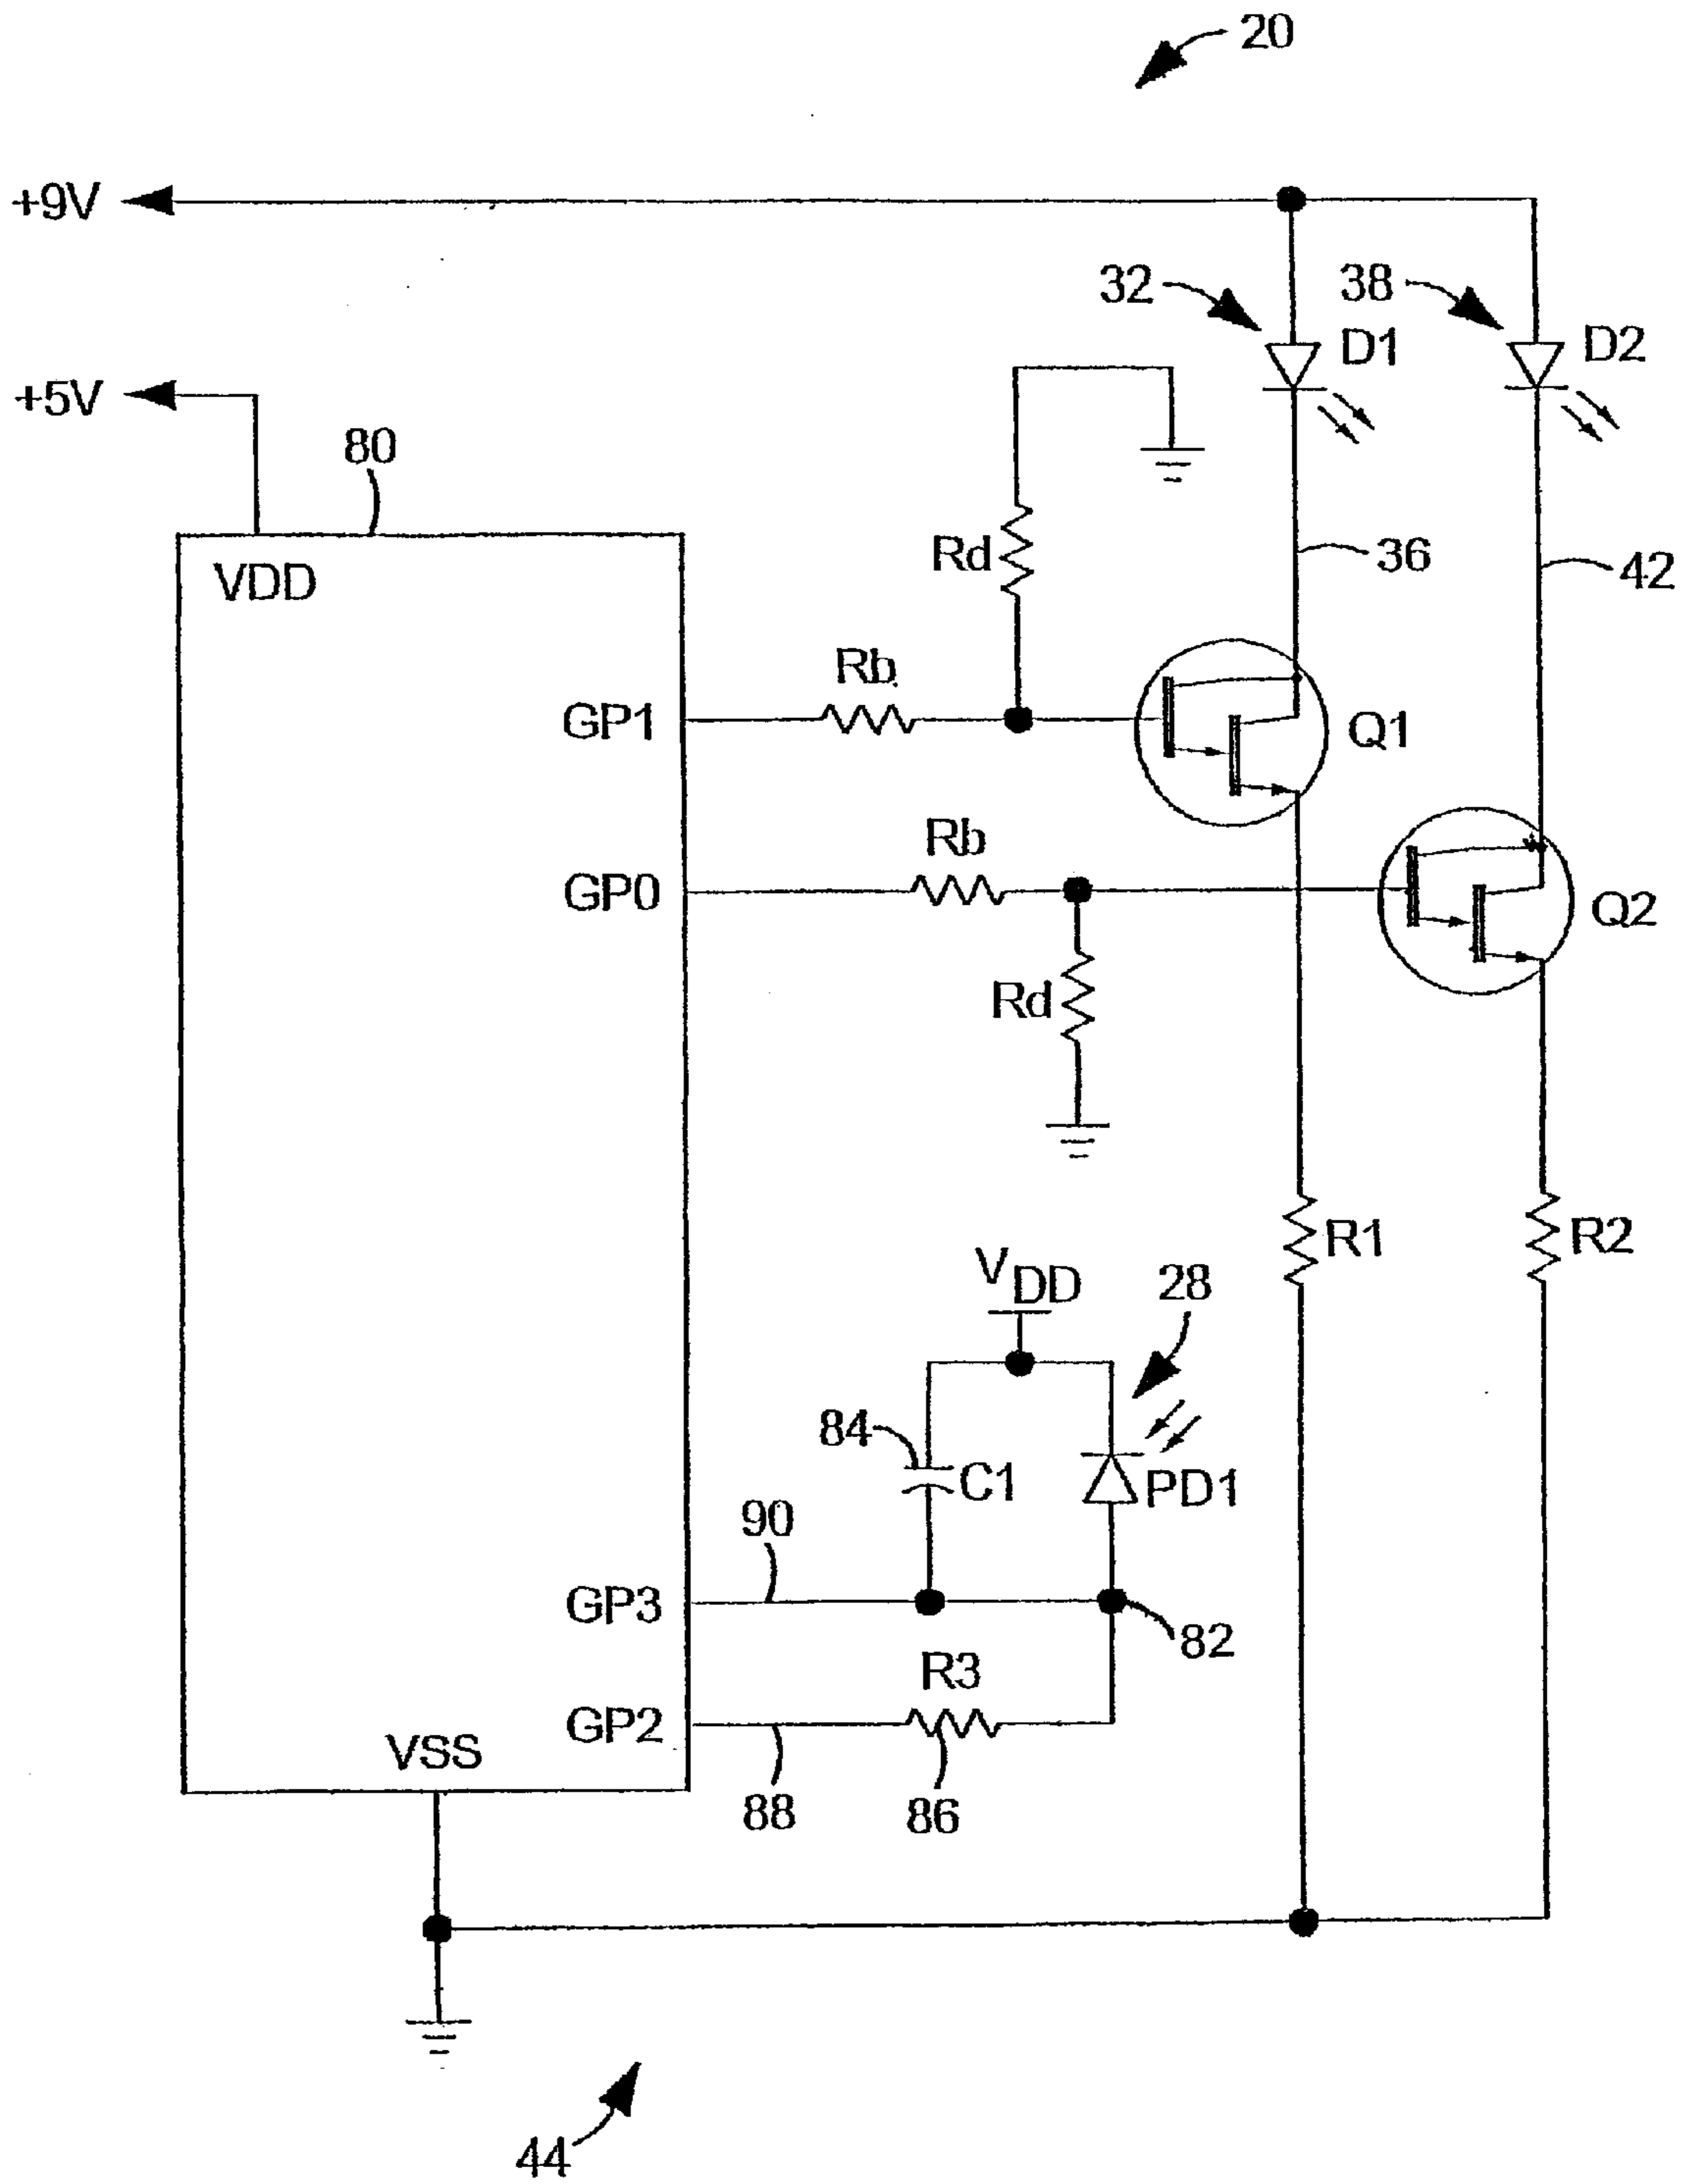 20
+9V
32
38
D1
D2
+5V
80
VDD
Rd
36
42
Rb
GP1
Q1
Rb
GP0
Q2
Rd
R1
R2
VDD
28
84
C1
PD1
90
GP3
82
R3
GP2
VSS
88
86
44